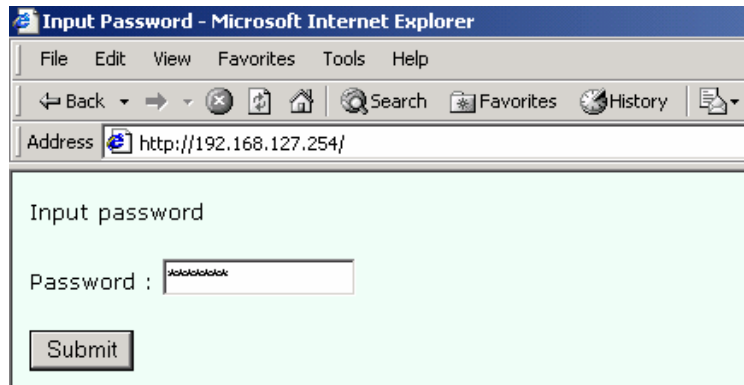 Input Password - Microsoft Internet Explorer
File Edit View Favorites Tools Help
Back Search Favorites History
Address http://192.168.127.254/
Input password
Password : ********
Submit